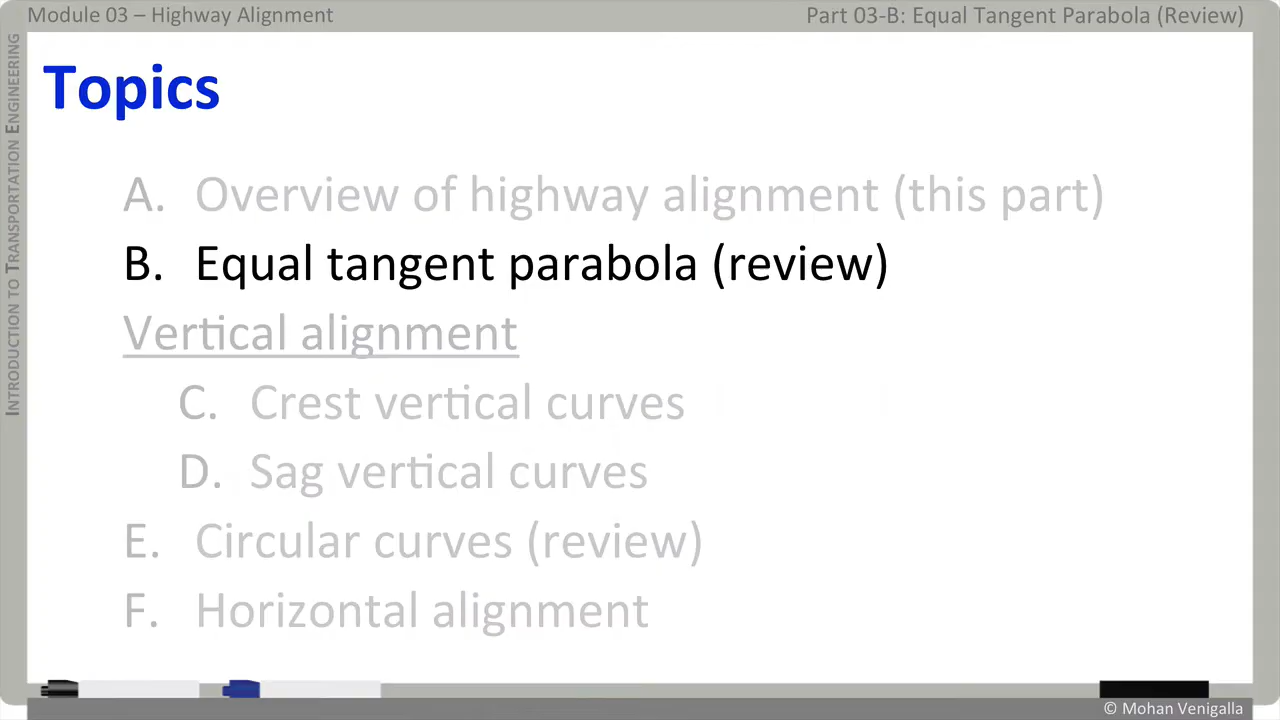 Module 03 – Highway Alignment
Part 03-B: Equal Tangent Parabola (Review)
INTRODUCTION TO TRANSPORTATION ENGINEERING
Topics
A. Overview of highway alignment (this part)
B. Equal tangent parabola (review)
Vertical alignment
C. Crest vertical curves
D. Sag vertical curves
E. Circular curves (review)
F. Horizontal alignment
© Mohan Venigalla